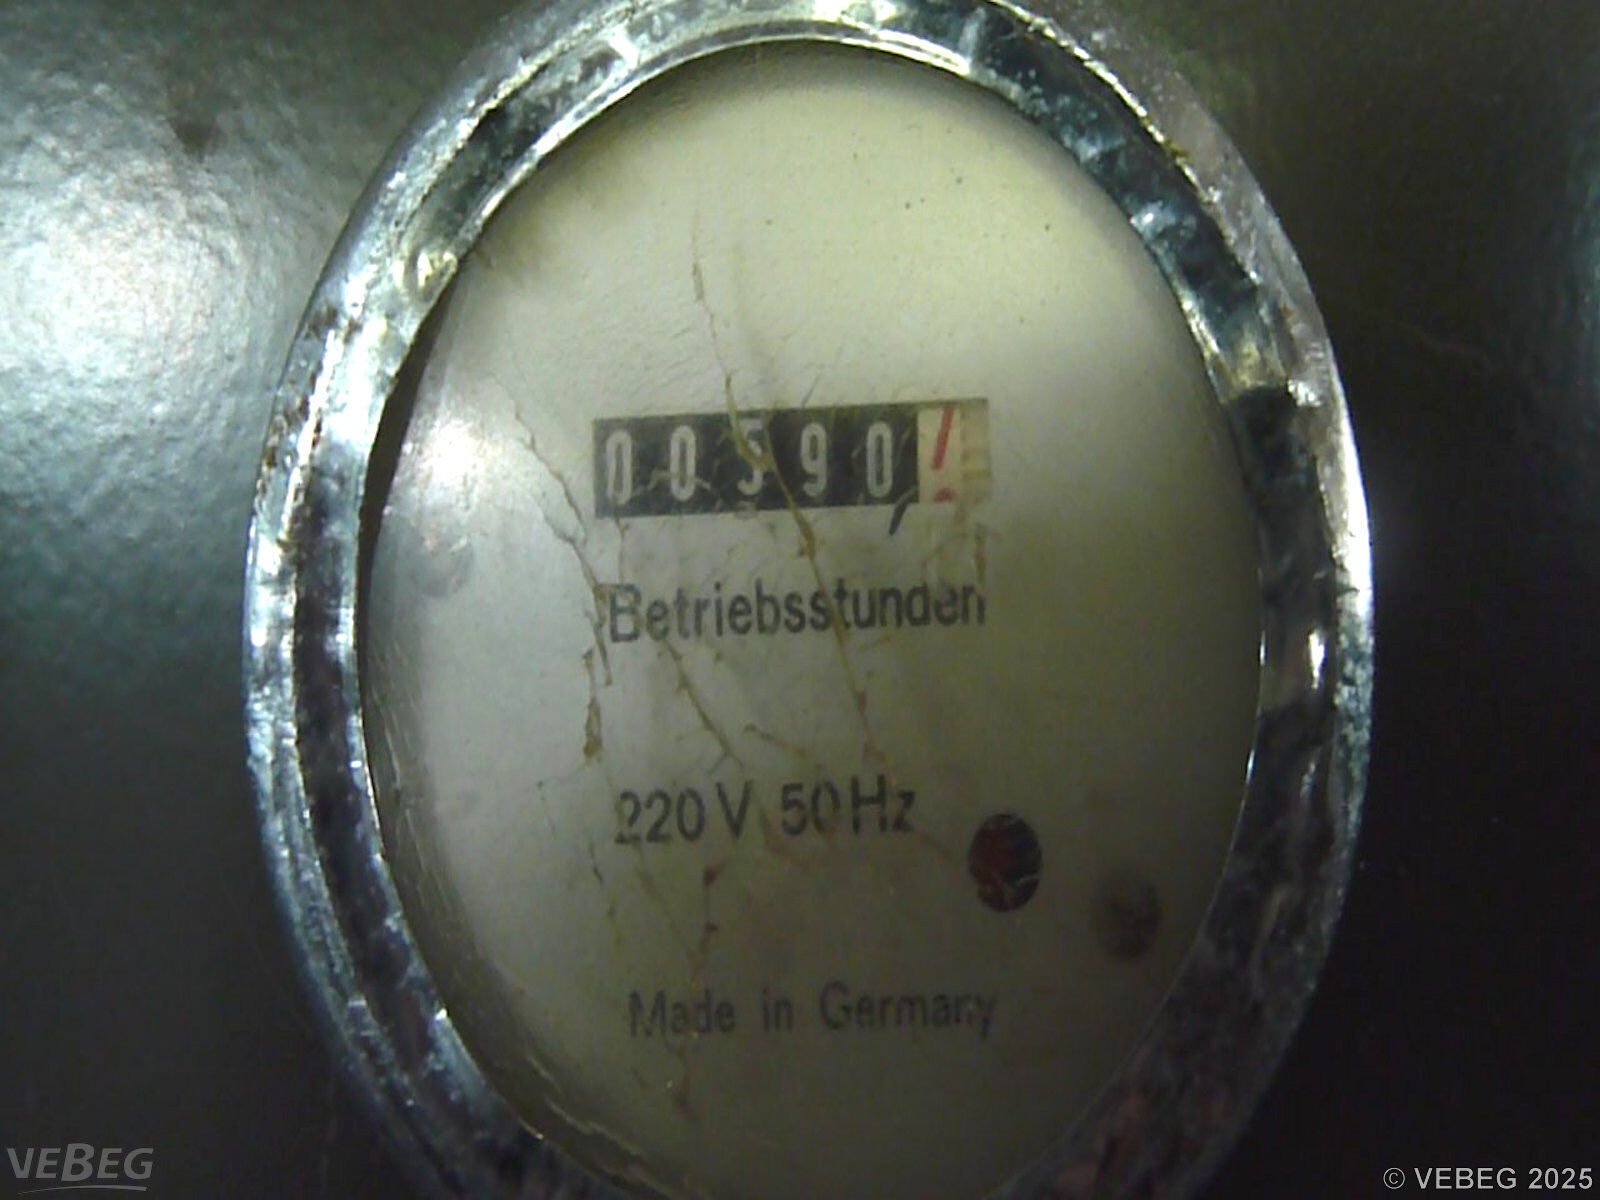 00590
Betriebsstunden
220 V 50 Hz
Made in Germany
VEBEG
© VEBEG 2025